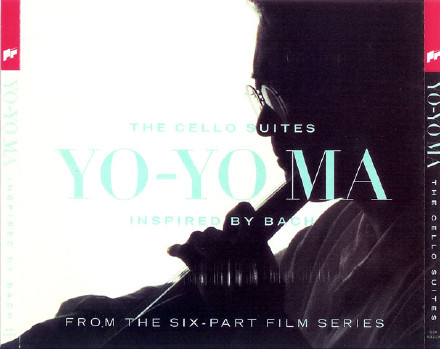 THE CELLO SUITES
YO-YO MA
INSPIRED BY BACH
FROM THE SIX-PART FILM SERIES
YO-YO MA INSPIRED BY BACH
YO-YO MA THE CELLO SUITES